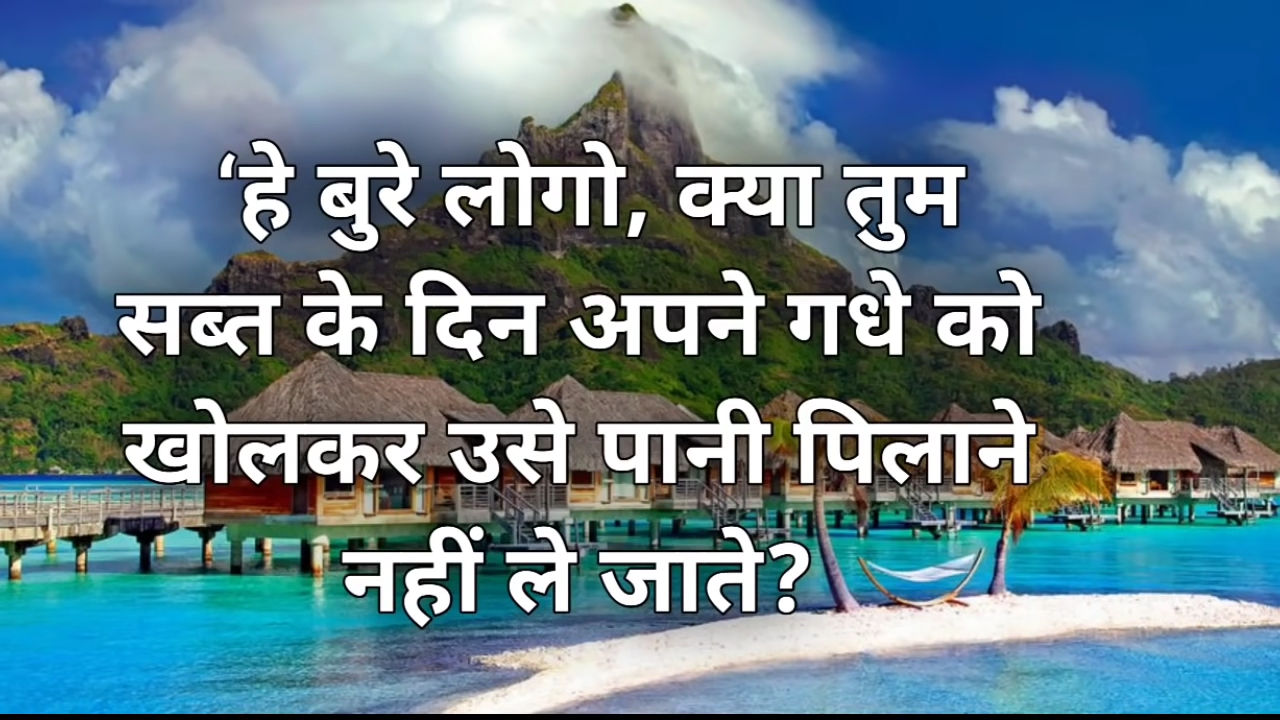 ‘हे बुरे लोगो, क्या तुम
सब्त के दिन अपने गधे को
खोलकर उसे पानी पिलाने
नहीं ले जाते?